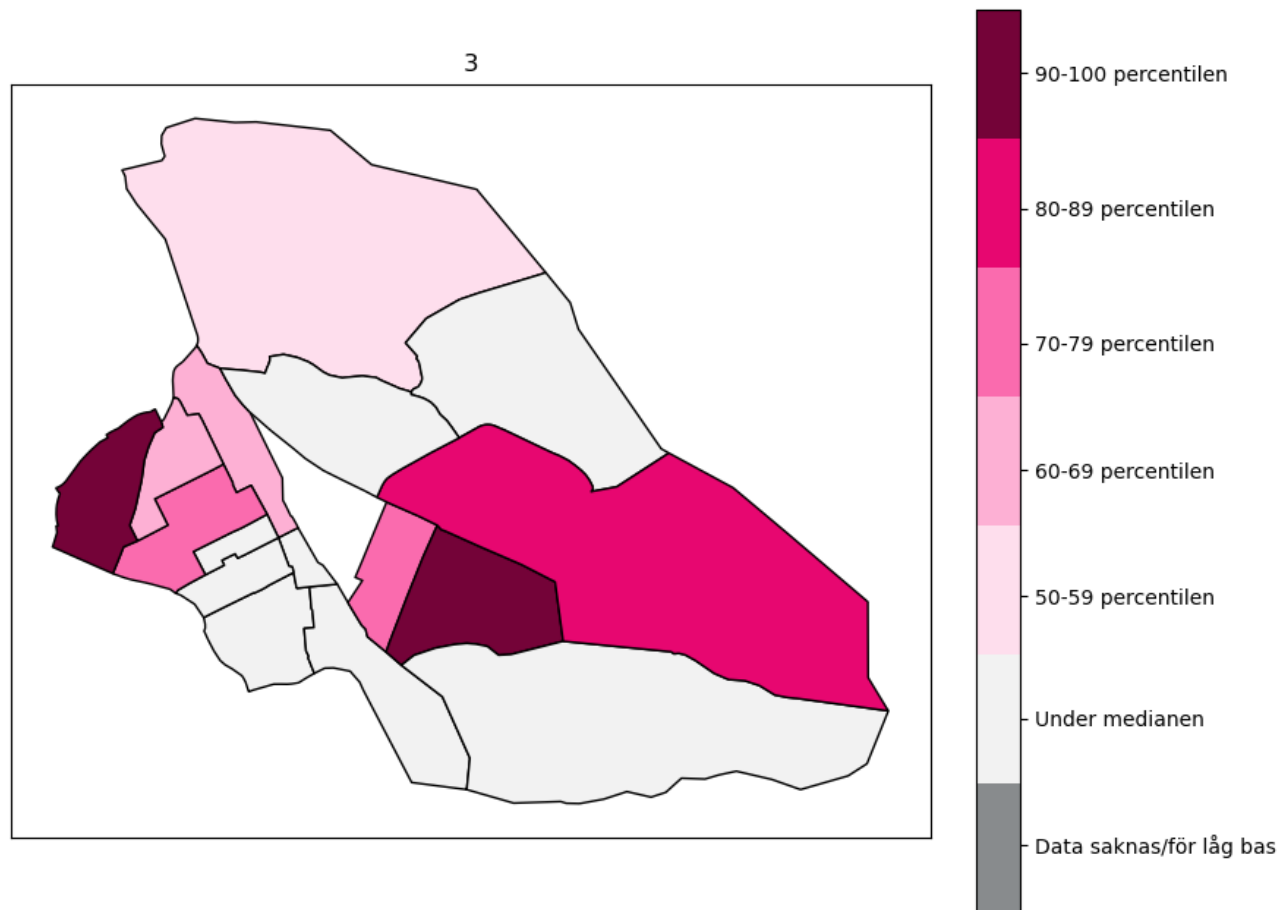 3
90-100 percentilen
80-89 percentilen
70-79 percentilen
60-69 percentilen
50-59 percentilen
Under medianen
Data saknas/för låg bas